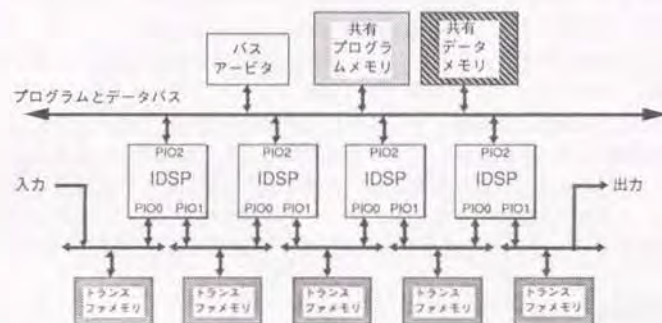 バス
アービタ
共有
プログラ
ムメモリ
共有
データ
メモリ
プログラムとデータバス
PIO2
IDSP
PIO0 PIO1
PIO2
IDSP
PIO0 PIO1
PIO2
IDSP
PIO0 PIO1
PIO2
IDSP
PIO0 PIO1
入力
出力
トランス
ファメモリ
トランス
ファメモリ
トランス
ファメモリ
トランス
ファメモリ
トランス
ファメモリ